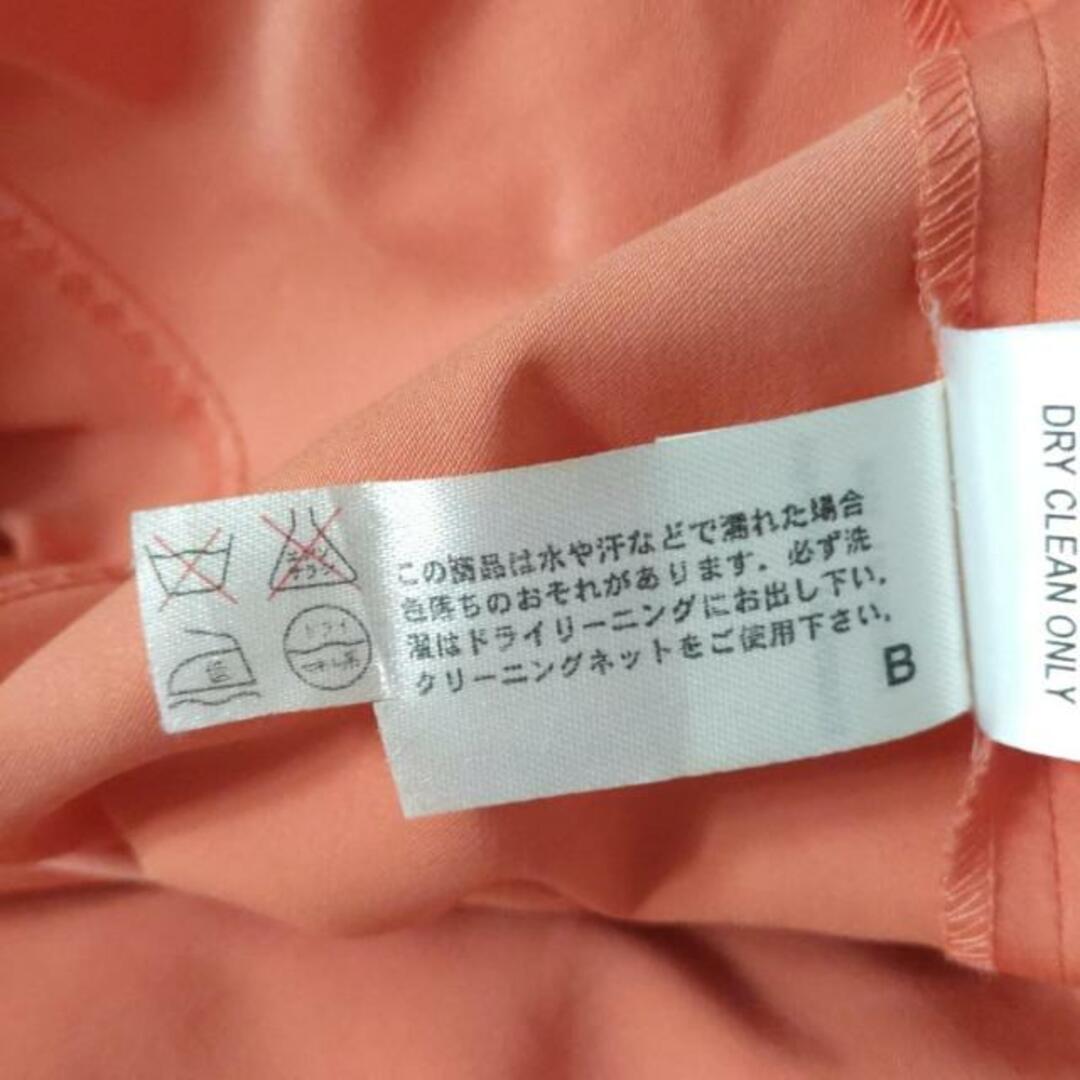 この商品は水や汗などで濡れた場合
色落ちのおそれがあります．必ず洗
濯はドライリーニングにお出し下い．
クリーニングネットをご使用下さい．
B
DRY CLEAN ONLY
ドライ